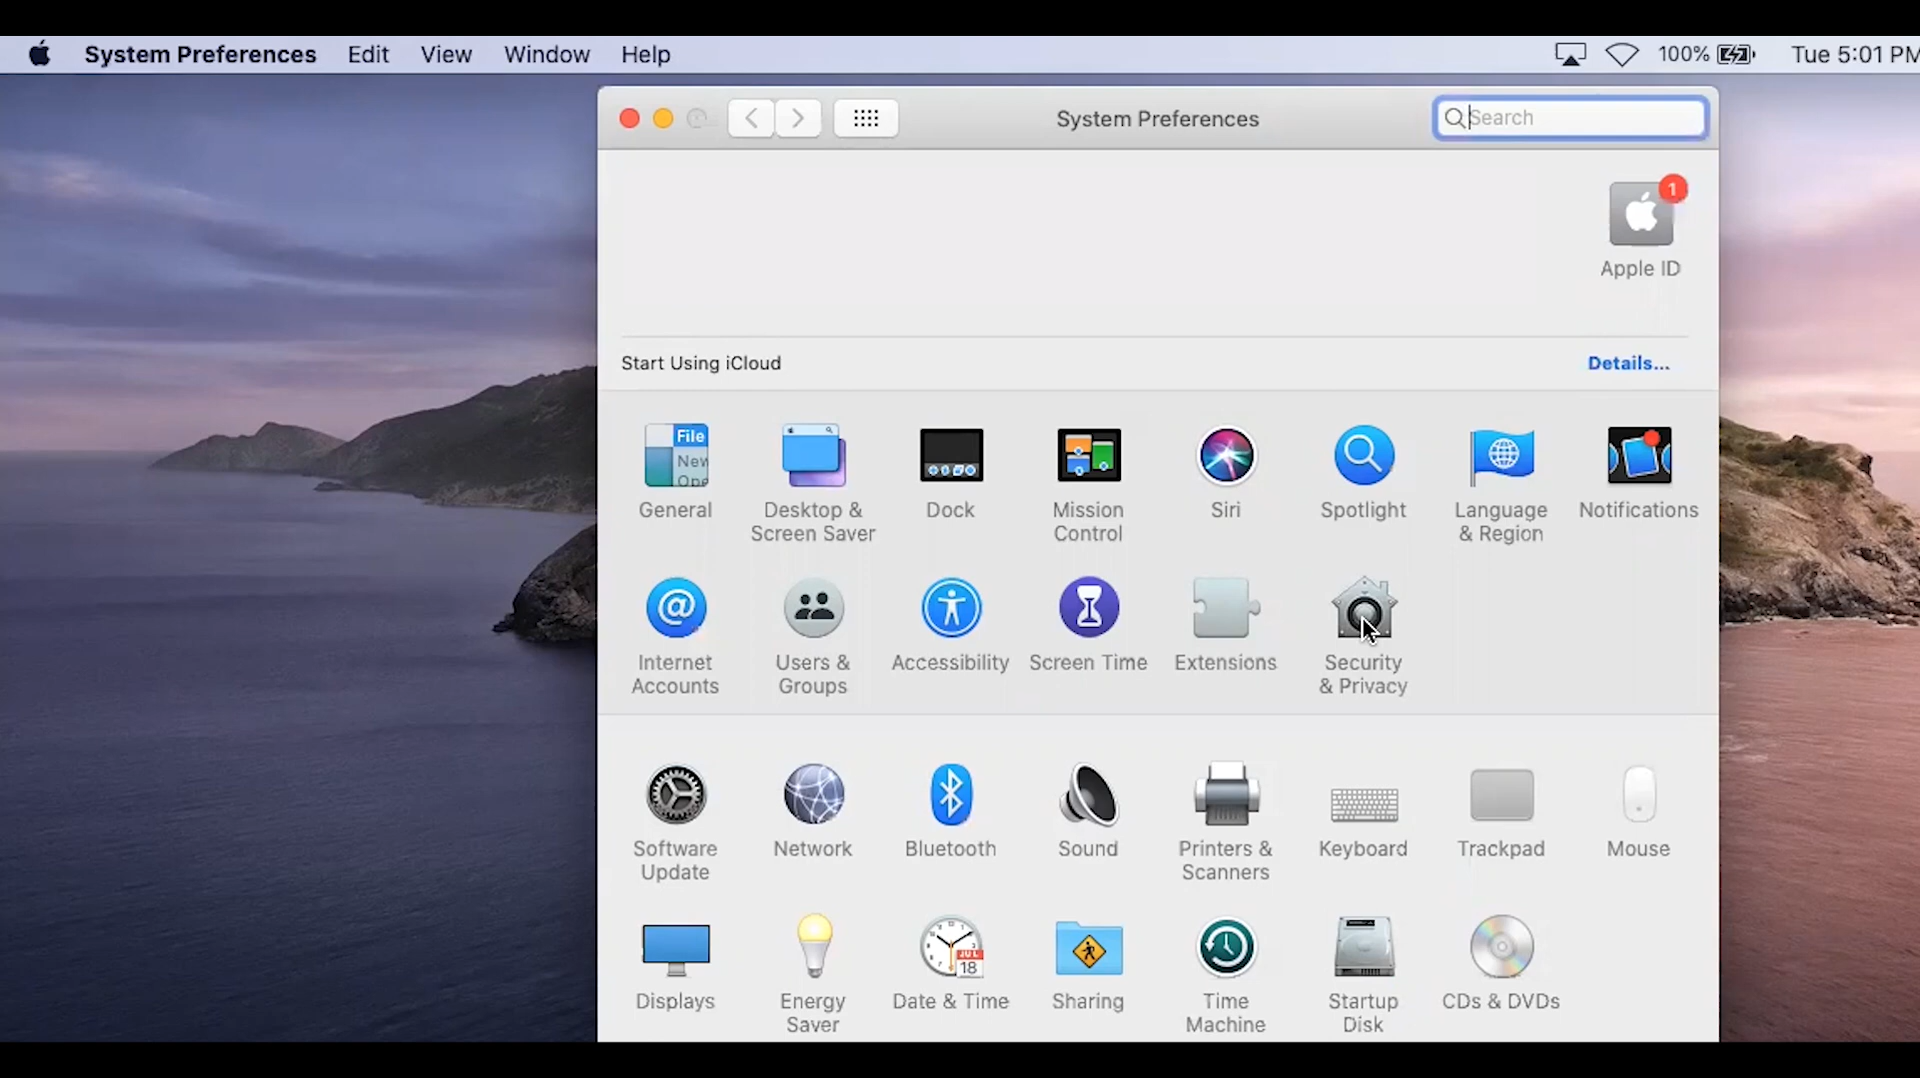 System Preferences Edit View Window Help 100% Tue 5:01 PM
System Preferences
Search
1
Apple ID
Start Using iCloud Details...
File
New
Ope
General
Desktop &
Screen Saver
Dock
Mission
Control
Siri
Spotlight
Language
& Region
Notifications
@
Internet
Accounts
Users &
Groups
Accessibility
Screen Time
Extensions
Security
& Privacy
Software
Update
Network
Bluetooth
Sound
Printers &
Scanners
Keyboard
Trackpad
Mouse
Displays
Energy
Saver
JUL
18
Date & Time
Sharing
Time
Machine
Startup
Disk
CDs & DVDs